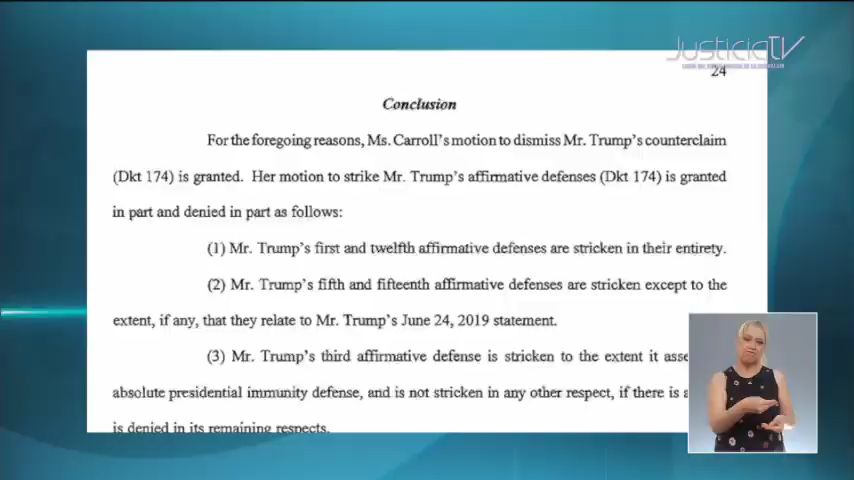 JusticiaTV
24
Conclusion
For the foregoing reasons, Ms. Carroll's motion to dismiss Mr. Trump's counterclaim
(Dkt 174) is granted. Her motion to strike Mr. Trump's affirmative defenses (Dkt 174) is granted
in part and denied in part as follows:
(1) Mr. Trump's first and twelfth affirmative defenses are stricken in their entirety.
(2) Mr. Trump's fifth and fifteenth affirmative defenses are stricken except to the
extent, if any, that they relate to Mr. Trump's June 24, 2019 statement.
(3) Mr. Trump's third affirmative defense is stricken to the extent it asse
absolute presidential immunity defense, and is not stricken in any other respect, if there is a
is denied in its remaining respects.